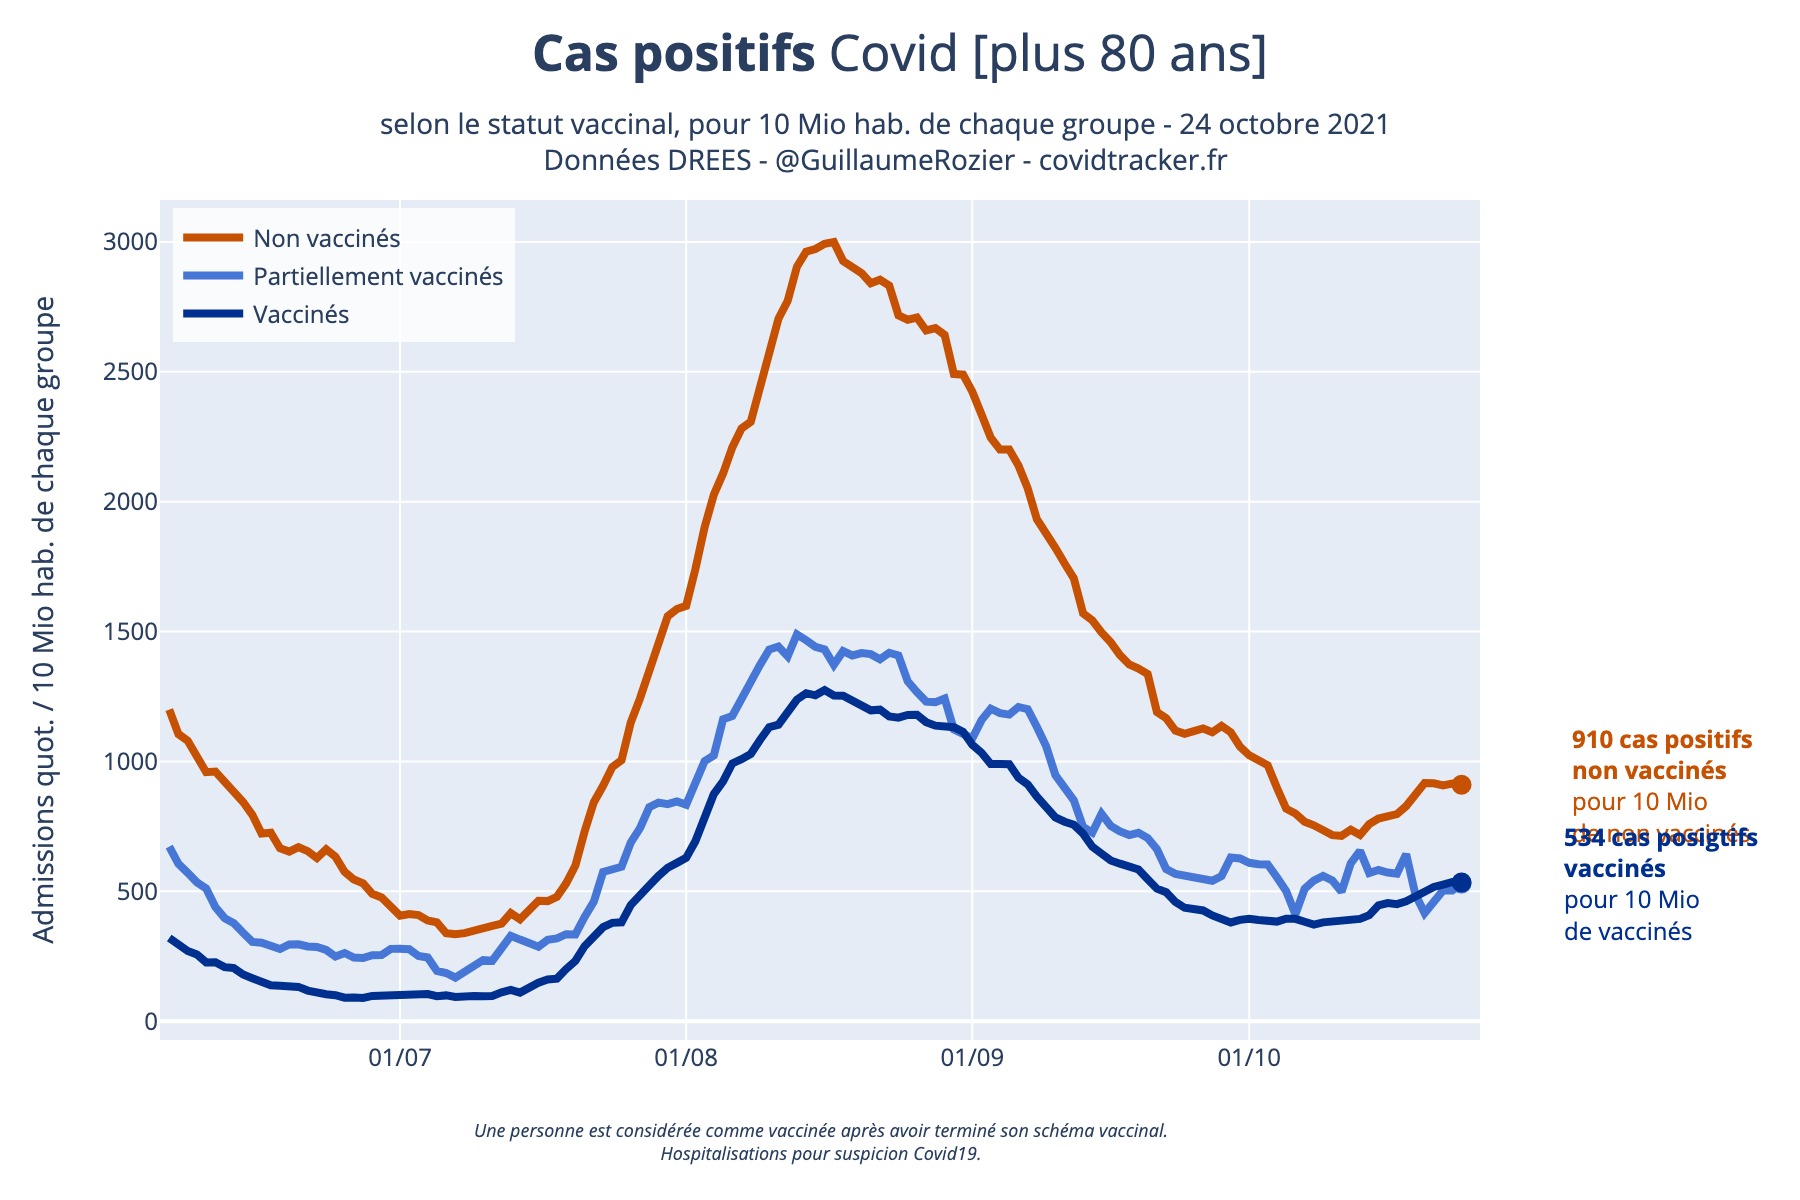 Cas positifs Covid [plus 80 ans]
selon le statut vaccinal, pour 10 Mio hab. de chaque groupe - 24 octobre 2021
Données DREES - @GuillaumeRozier - covidtracker.fr
Admissions quot. / 10 Mio hab. de chaque groupe
Non vaccinés
Partiellement vaccinés
Vaccinés
3000
2500
2000
1500
1000
500
0
01/07
01/08
01/09
01/10
910 cas positifs
non vaccinés
pour 10 Mio
de non vaccinés
534 cas posigtifs
vaccinés
pour 10 Mio
de vaccinés
Une personne est considérée comme vaccinée après avoir terminé son schéma vaccinal.
Hospitalisations pour suspicion Covid19.